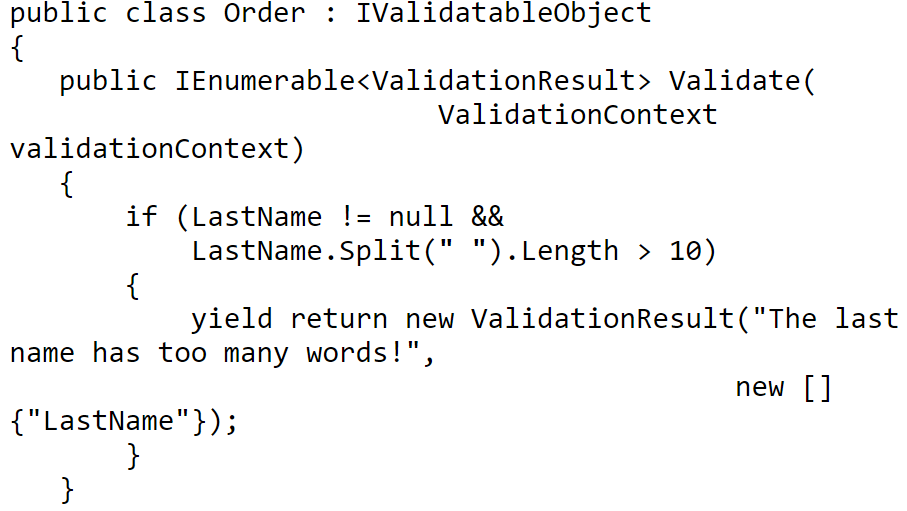 public class Order : IValidatableObject
{
   public IEnumerable<ValidationResult> Validate(
                          ValidationContext
validationContext)
   {
       if (LastName != null &&
           LastName.Split(" ").Length > 10)
       {
           yield return new ValidationResult("The last
name has too many words!",
                                            new []
{"LastName"});
       }
   }